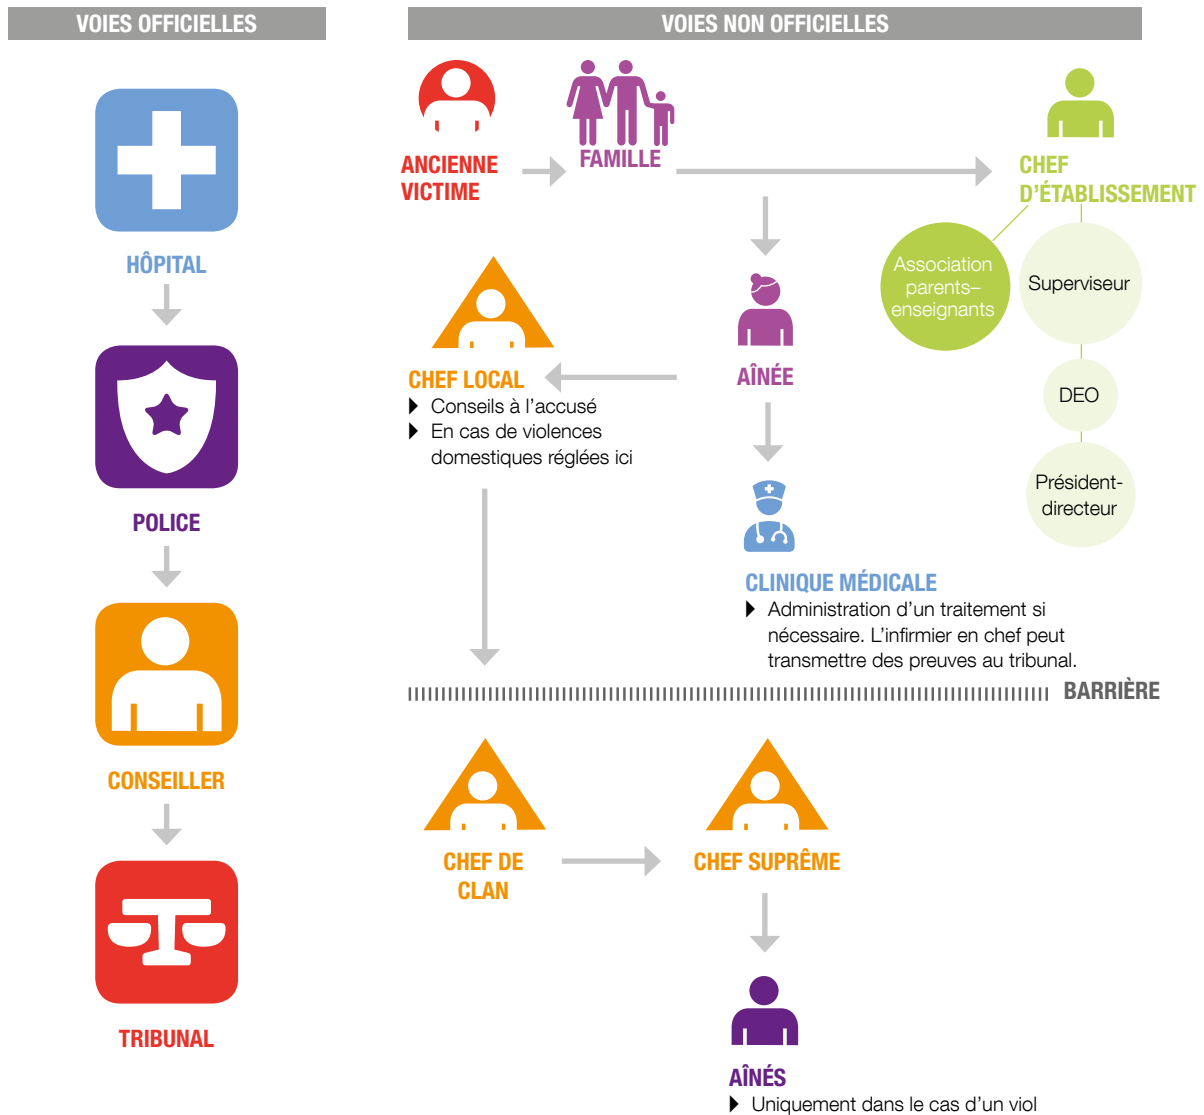 VOIES OFFICIELLES
HÔPITAL
POLICE
CONSEILLER
TRIBUNAL
VOIES NON OFFICIELLES
ANCIENNE
VICTIME
FAMILLE
CHEF
D'ÉTABLISSEMENT
Association
parents–
enseignants
Superviseur
DEO
Président-
directeur
AÎNÉE
CHEF LOCAL
Conseils à l'accusé
En cas de violences
domestiques réglées ici
CLINIQUE MÉDICALE
Administration d'un traitement si
nécessaire. L'infirmier en chef peut
transmettre des preuves au tribunal.
BARRIÈRE
CHEF DE
CLAN
CHEF SUPRÊME
AÎNÉS
Uniquement dans le cas d'un viol